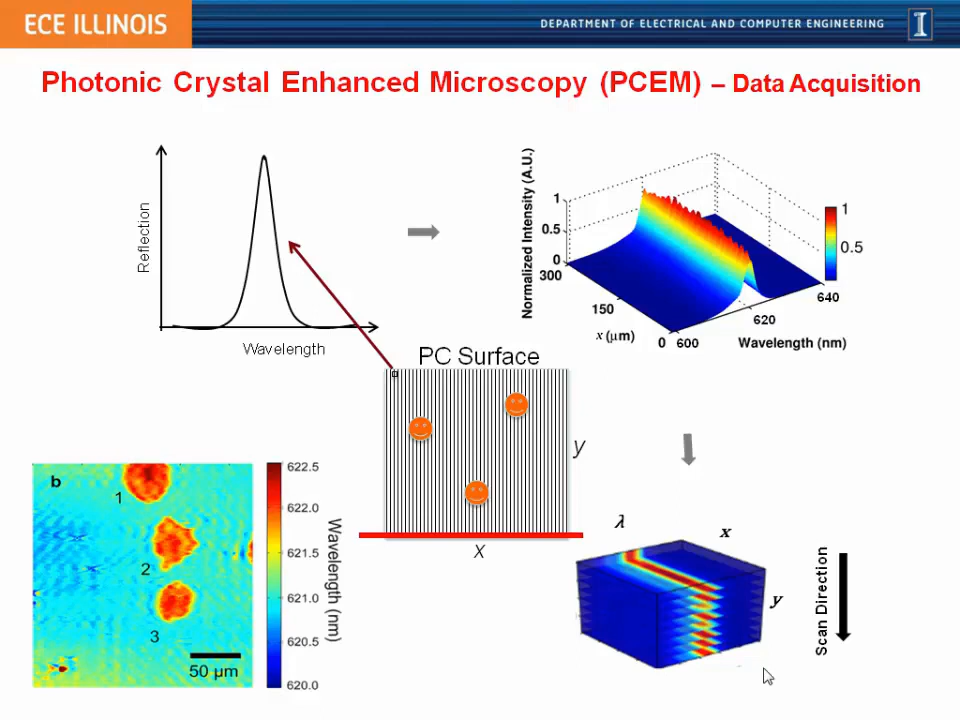 ECE ILLINOIS
DEPARTMENT OF ELECTRICAL AND COMPUTER ENGINEERING
I
Photonic Crystal Enhanced Microscopy (PCEM) – Data Acquisition
Reflection
Wavelength
Normalized Intensity (A.U.)
1
0.5
0
300
150
x (µm)
0
600
620
640
Wavelength (nm)
1
0.5
PC Surface
y
x
b
1
2
3
50 µm
622.5
622.0
621.5
621.0
620.5
620.0
Wavelength (nm)
λ
x
y
Scan Direction